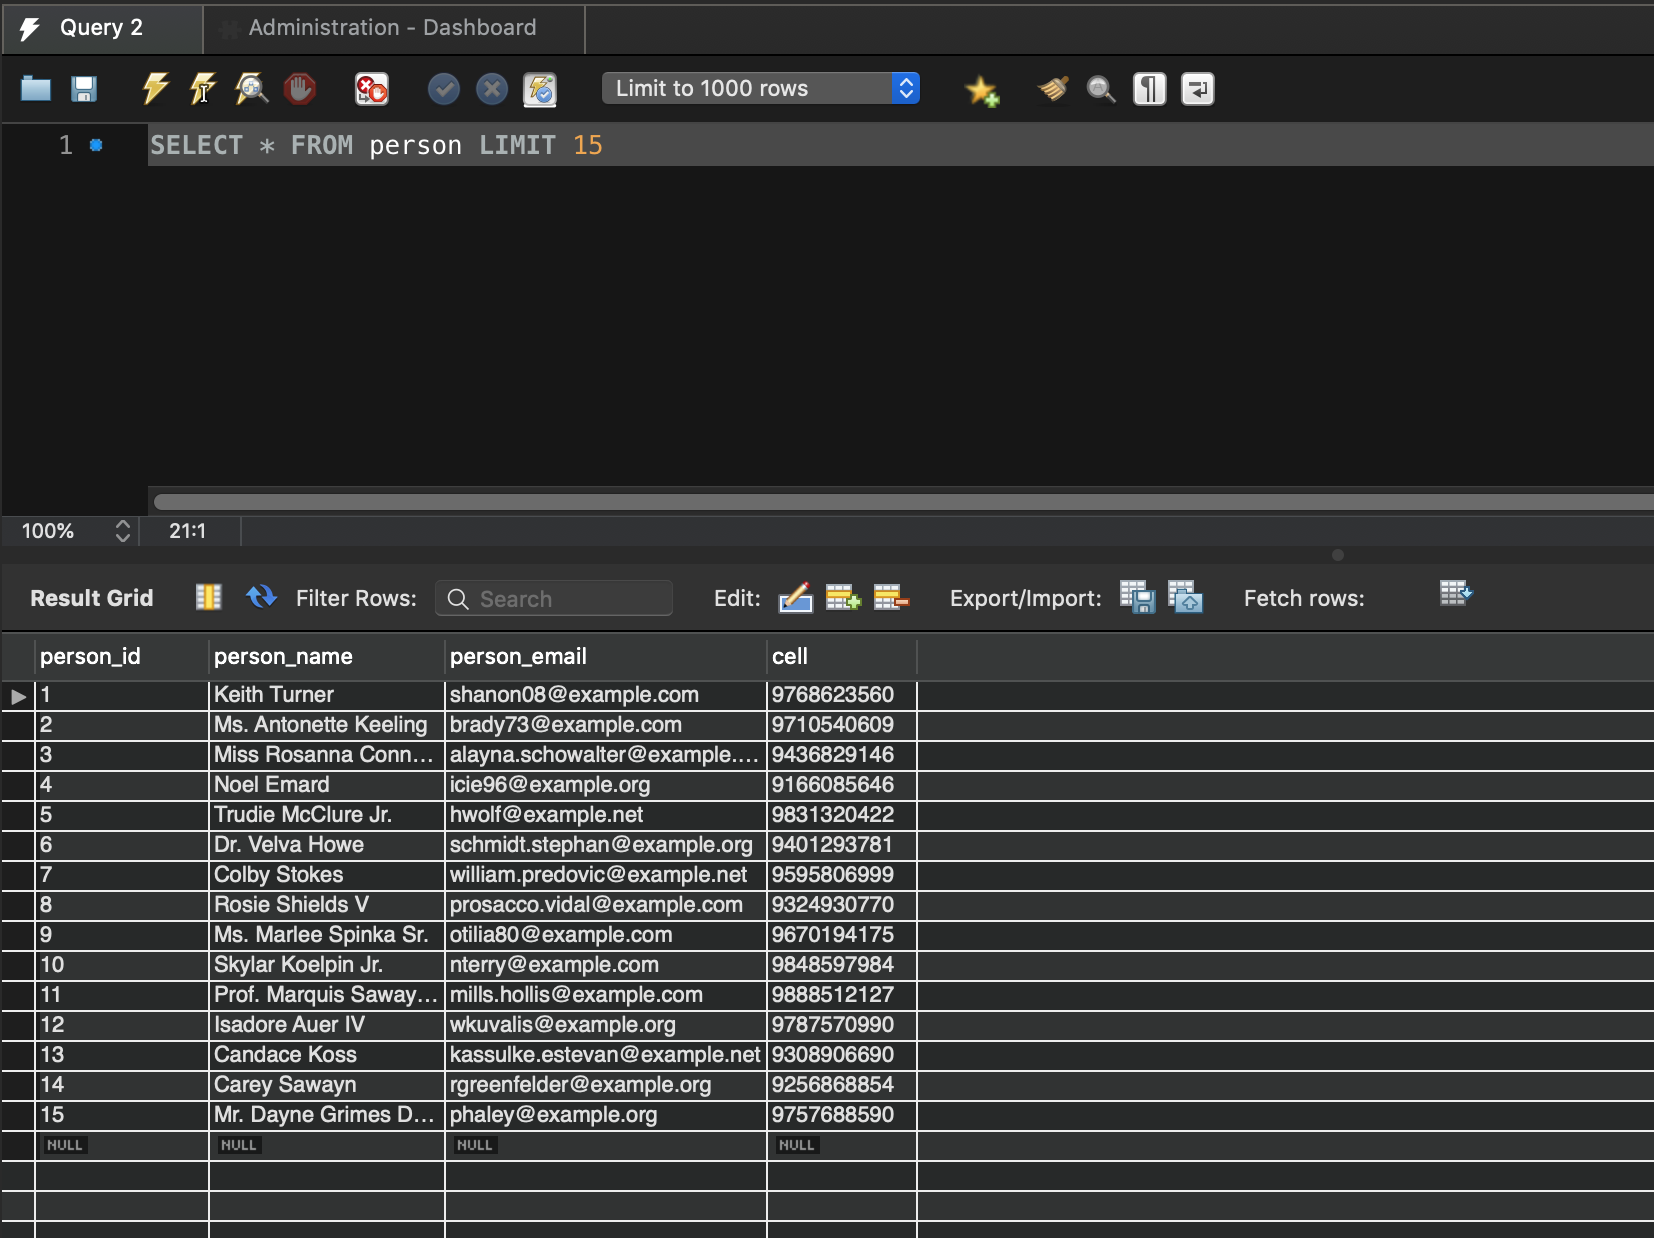 Query 2 Administration - Dashboard
Limit to 1000 rows
1 SELECT * FROM person LIMIT 15
100% 21:1
Result Grid Filter Rows: Search Edit: Export/Import: Fetch rows:
person_id person_name person_email cell
1 Keith Turner shanon08@example.com 9768623560
2 Ms. Antonette Keeling brady73@example.com 9710540609
3 Miss Rosanna Conn... alayna.schowalter@example.... 9436829146
4 Noel Emard icie96@example.org 9166085646
5 Trudie McClure Jr. hwolf@example.net 9831320422
6 Dr. Velva Howe schmidt.stephan@example.org 9401293781
7 Colby Stokes william.predovic@example.net 9595806999
8 Rosie Shields V prosacco.vidal@example.com 9324930770
9 Ms. Marlee Spinka Sr. otilia80@example.com 9670194175
10 Skylar Koelpin Jr. nterry@example.com 9848597984
11 Prof. Marquis Saway... mills.hollis@example.com 9888512127
12 Isadore Auer IV wkuvalis@example.org 9787570990
13 Candace Koss kassulke.estevan@example.net 9308906690
14 Carey Sawayn rgreenfelder@example.org 9256868854
15 Mr. Dayne Grimes D... phaley@example.org 9757688590
NULL NULL NULL NULL